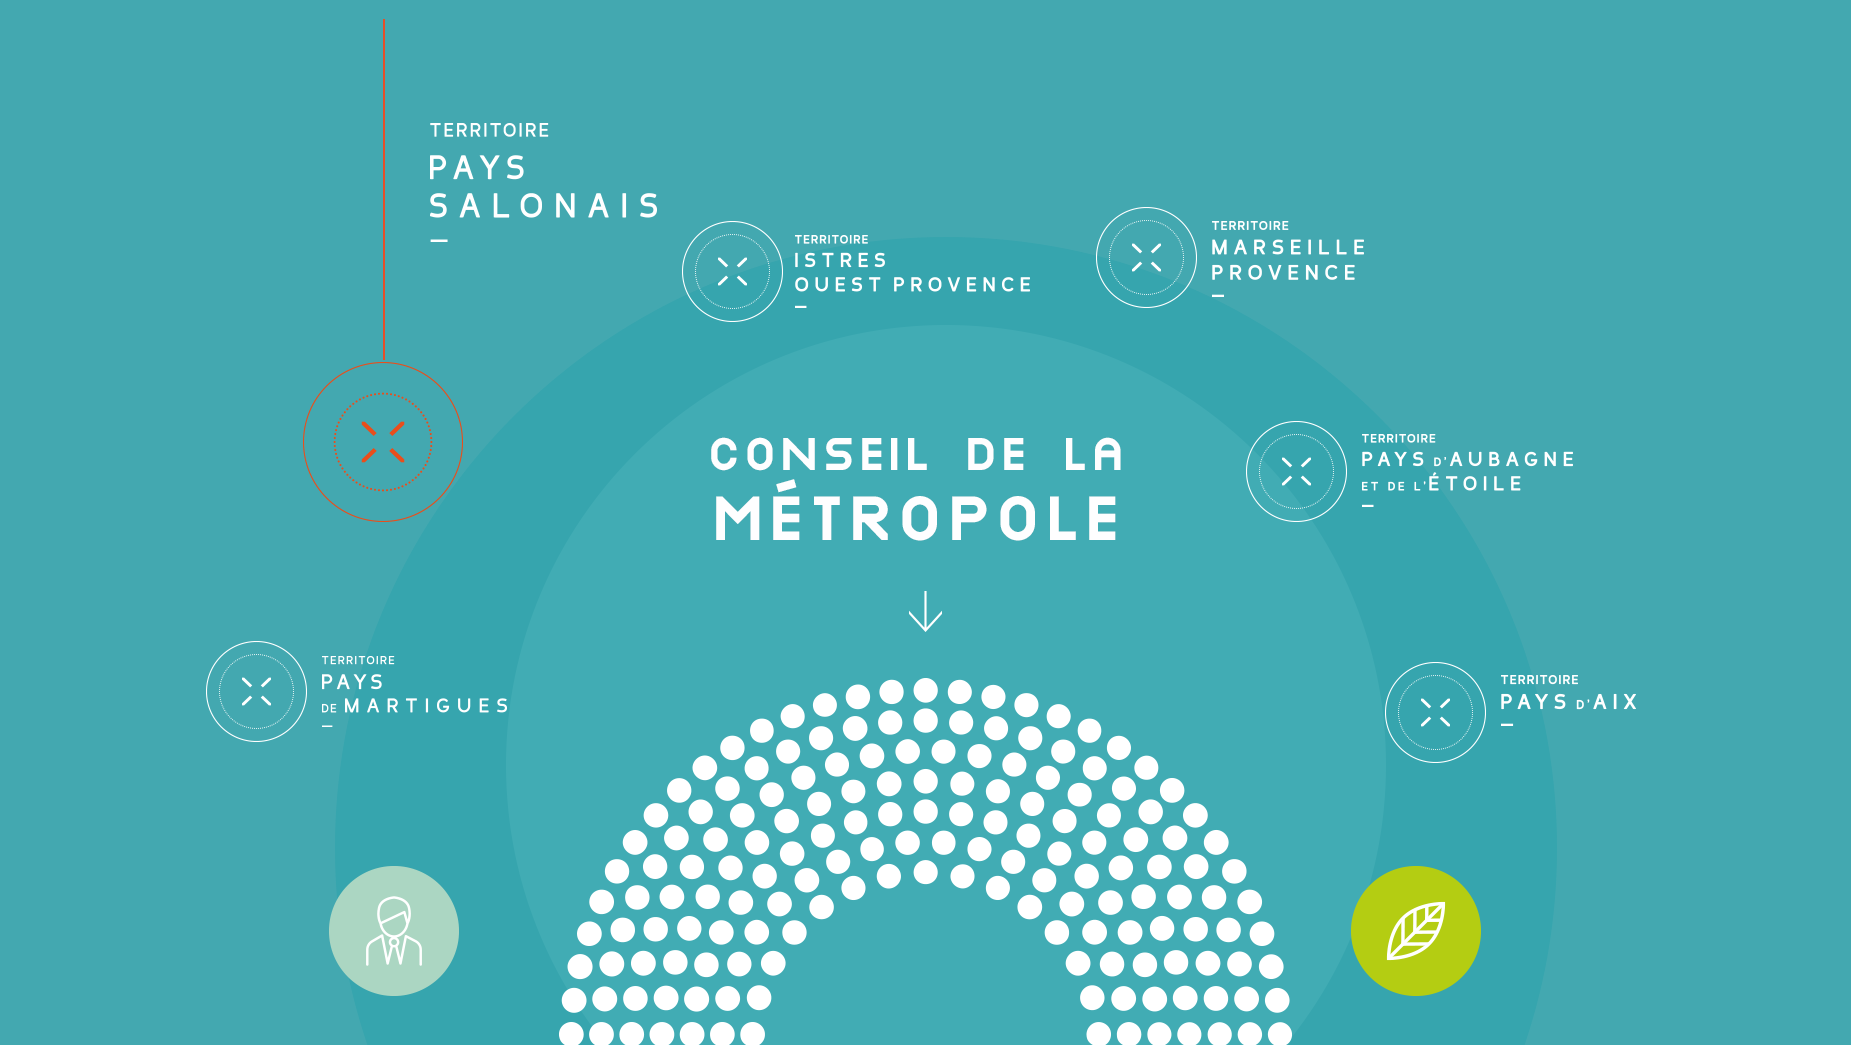 TERRITOIRE
PAYS
SALONAIS
TERRITOIRE
ISTRES
OUEST PROVENCE
TERRITOIRE
MARSEILLE
PROVENCE
CONSEIL DE LA
MÉTROPOLE
TERRITOIRE
PAYS D'AUBAGNE
ET DE L'ÉTOILE
TERRITOIRE
PAYS
DE MARTIGUES
TERRITOIRE
PAYS D'AIX